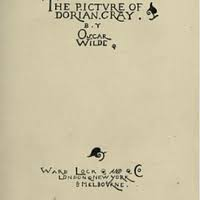 THE PICTURE OF
DORIAN.GRAY.
BY
OSCAR
WILDE
WARD LOCK & Co
LONDON NEW YORK
& MELBOURNE.